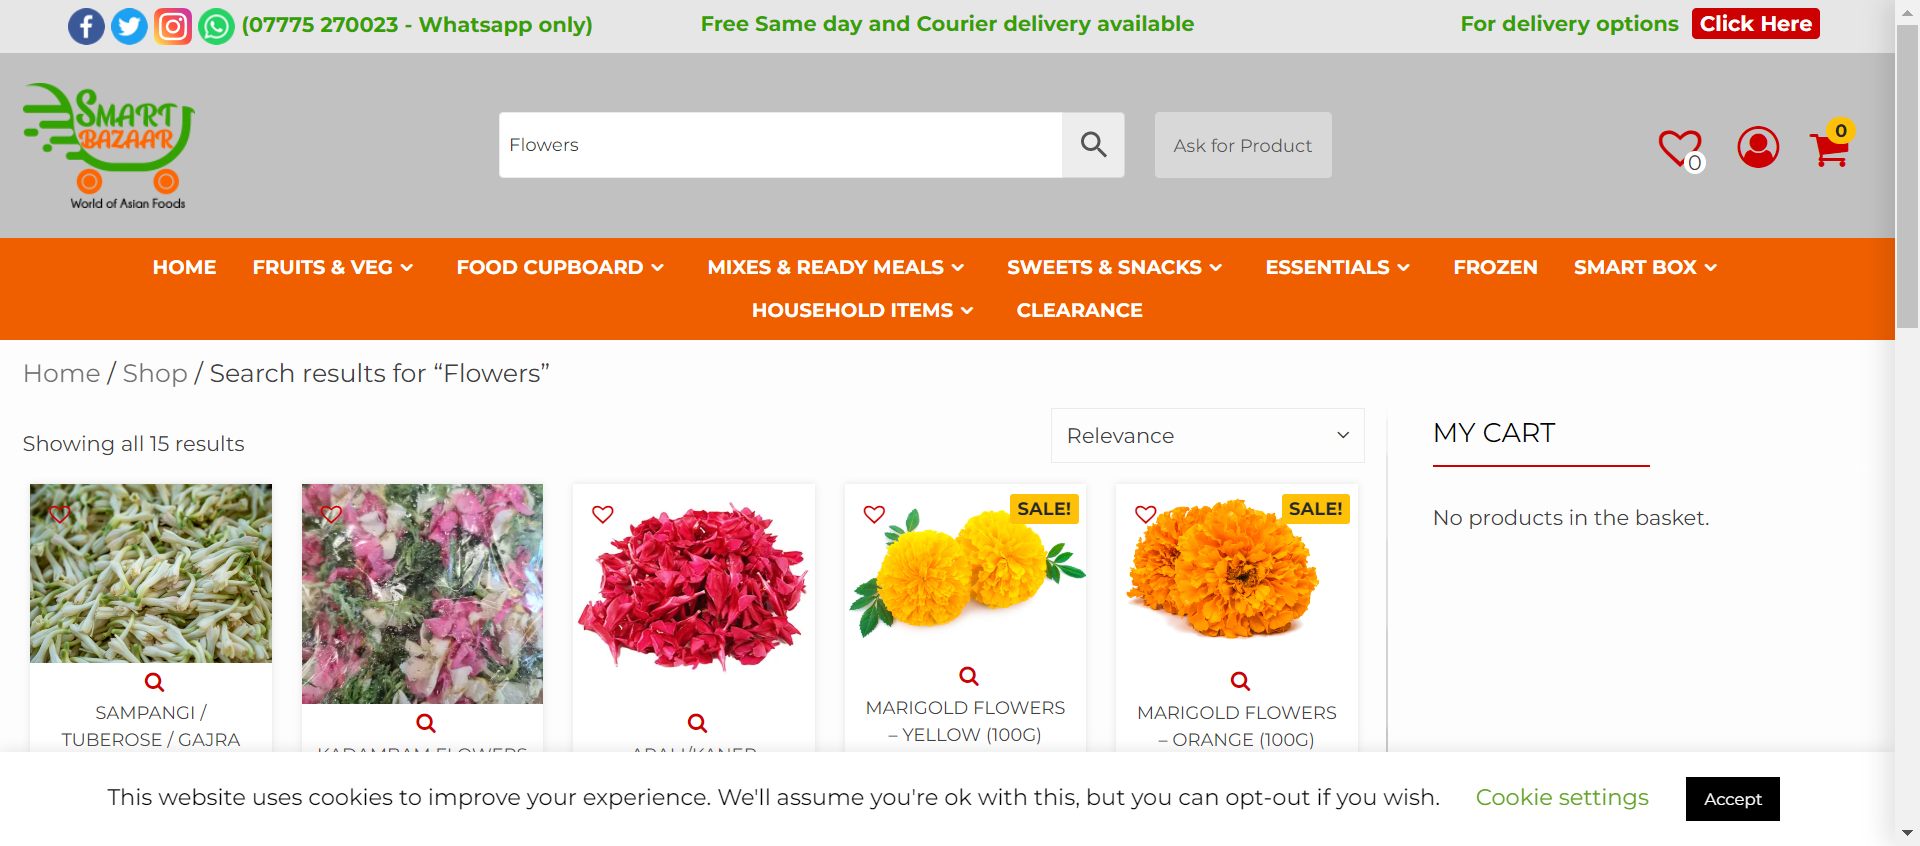 (07775 270023 - Whatsapp only)
Free Same day and Courier delivery available
For delivery options Click Here
SMART
BAZAAR
World of Asian Foods
Flowers
Ask for Product
0
0
HOME FRUITS & VEG FOOD CUPBOARD MIXES & READY MEALS SWEETS & SNACKS ESSENTIALS FROZEN SMART BOX
HOUSEHOLD ITEMS CLEARANCE
Home / Shop / Search results for “Flowers”
Showing all 15 results
Relevance
MY CART
No products in the basket.
SALE!
SALE!
SAMPANGI /
TUBEROSE / GAJRA
KADAMBAM FLOWERS
ARALI/KANER
MARIGOLD FLOWERS
– YELLOW (100G)
MARIGOLD FLOWERS
– ORANGE (100G)
This website uses cookies to improve your experience. We'll assume you're ok with this, but you can opt-out if you wish.
Cookie settings
Accept